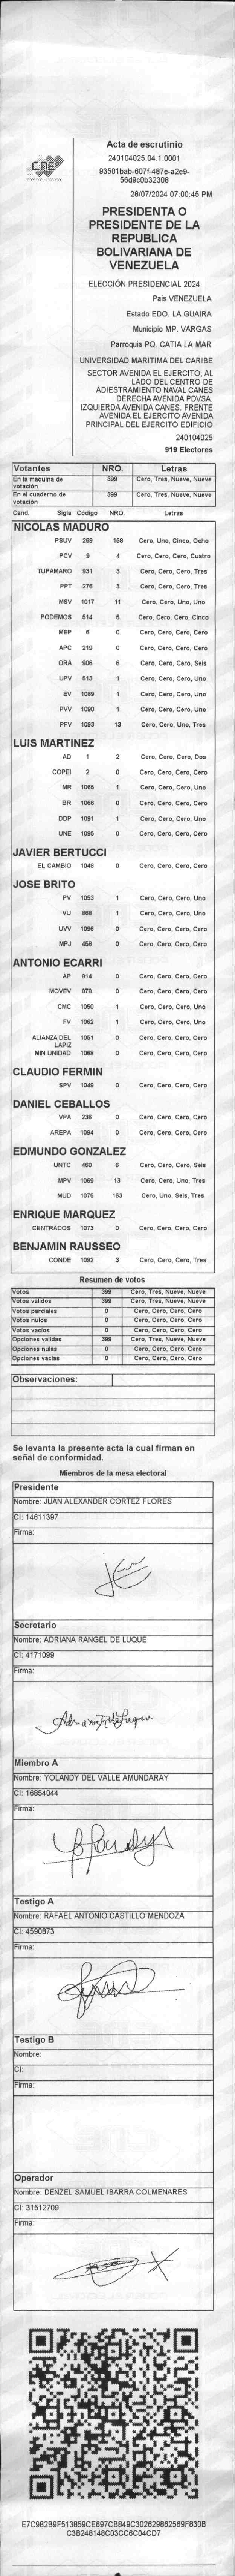 CNE
Acta de escrutinio
240104025.04.1.0001
93501bab-607f-487e-a2e9-
56d9c0b32308
28/07/2024 07:00:45 PM
PRESIDENTA O
PRESIDENTE DE LA
REPUBLICA
BOLIVARIANA DE
VENEZUELA
ELECCIÓN PRESIDENCIAL 2024
Pais VENEZUELA
Estado EDO. LA GUAIRA
Municipio MP. VARGAS
Parroquia PQ. CATIA LA MAR
UNIVERSIDAD MARITIMA DEL CARIBE
SECTOR AVENIDA EL EJERCITO, AL
LADO DEL CENTRO DE
ADIESTRAMIENTO NAVAL CANES
DERECHA AVENIDA PDVSA.
IZQUIERDA AVENIDA CANES. FRENTE
AVENIDA EL EJERCITO AVENIDA
PRINCIPAL DEL EJERCITO EDIFICIO
240104025
919 Electores
Votantes NRO. Letras
En la máquina de votación 399 Cero, Tres, Nueve, Nueve
En el cuaderno de votación 399 Cero, Tres, Nueve, Nueve
Cand. Sigla Código NRO. Letras
NICOLAS MADURO
PSUV 269 158 Cero, Uno, Cinco, Ocho
PCV 9 4 Cero, Cero, Cero, Cuatro
TUPAMARO 931 3 Cero, Cero, Cero, Tres
PPT 276 3 Cero, Cero, Cero, Tres
MSV 1017 11 Cero, Cero, Uno, Uno
PODEMOS 514 5 Cero, Cero, Cero, Cinco
MEP 6 0 Cero, Cero, Cero, Cero
APC 219 0 Cero, Cero, Cero, Cero
ORA 906 6 Cero, Cero, Cero, Seis
UPV 513 1 Cero, Cero, Cero, Uno
EV 1089 1 Cero, Cero, Cero, Uno
PVV 1090 1 Cero, Cero, Cero, Uno
PFV 1093 13 Cero, Cero, Uno, Tres
LUIS MARTINEZ
AD 1 2 Cero, Cero, Cero, Dos
COPEI 2 0 Cero, Cero, Cero, Cero
MR 1065 1 Cero, Cero, Cero, Uno
BR 1066 0 Cero, Cero, Cero, Cero
DDP 1091 1 Cero, Cero, Cero, Uno
UNE 1095 0 Cero, Cero, Cero, Cero
JAVIER BERTUCCI
EL CAMBIO 1048 0 Cero, Cero, Cero, Cero
JOSE BRITO
PV 1053 1 Cero, Cero, Cero, Uno
VU 868 1 Cero, Cero, Cero, Uno
UVV 1096 0 Cero, Cero, Cero, Cero
MPJ 458 0 Cero, Cero, Cero, Cero
ANTONIO ECARRI
AP 814 0 Cero, Cero, Cero, Cero
MOVEV 878 0 Cero, Cero, Cero, Cero
CMC 1050 1 Cero, Cero, Cero, Uno
FV 1062 1 Cero, Cero, Cero, Uno
ALIANZA DEL LAPIZ 1051 0 Cero, Cero, Cero, Cero
MIN UNIDAD 1068 0 Cero, Cero, Cero, Cero
CLAUDIO FERMIN
SPV 1049 0 Cero, Cero, Cero, Cero
DANIEL CEBALLOS
VPA 236 0 Cero, Cero, Cero, Cero
AREPA 1094 0 Cero, Cero, Cero, Cero
EDMUNDO GONZALEZ
UNTC 460 6 Cero, Cero, Cero, Seis
MPV 1069 13 Cero, Cero, Uno, Tres
MUD 1075 163 Cero, Uno, Seis, Tres
ENRIQUE MARQUEZ
CENTRADOS 1073 0 Cero, Cero, Cero, Cero
BENJAMIN RAUSSEO
CONDE 1092 3 Cero, Cero, Cero, Tres
Resumen de votos
Votos 399 Cero, Tres, Nueve, Nueve
Votos validos 399 Cero, Tres, Nueve, Nueve
Votos parciales 0 Cero, Cero, Cero, Cero
Votos nulos 0 Cero, Cero, Cero, Cero
Votos vacios 0 Cero, Cero, Cero, Cero
Opciones validas 399 Cero, Tres, Nueve, Nueve
Opciones nulas 0 Cero, Cero, Cero, Cero
Opciones vacias 0 Cero, Cero, Cero, Cero
Observaciones:
Se levanta la presente acta la cual firman en
señal de conformidad.
Miembros de la mesa electoral
Presidente
Nombre: JUAN ALEXANDER CORTEZ FLORES
CI: 14611397
Firma:
Secretario
Nombre: ADRIANA RANGEL DE LUQUE
CI: 4171099
Firma:
Miembro A
Nombre: YOLANDY DEL VALLE AMUNDARAY
CI: 16854044
Firma:
Testigo A
Nombre: RAFAEL ANTONIO CASTILLO MENDOZA
CI: 4590873
Firma:
Testigo B
Nombre:
CI:
Firma:
Operador
Nombre: DENZEL SAMUEL IBARRA COLMENARES
CI: 31512709
Firma:
E7C982B9F513859CE697CB849C302629862569F830B
C3B248148C03CC6C04CD7